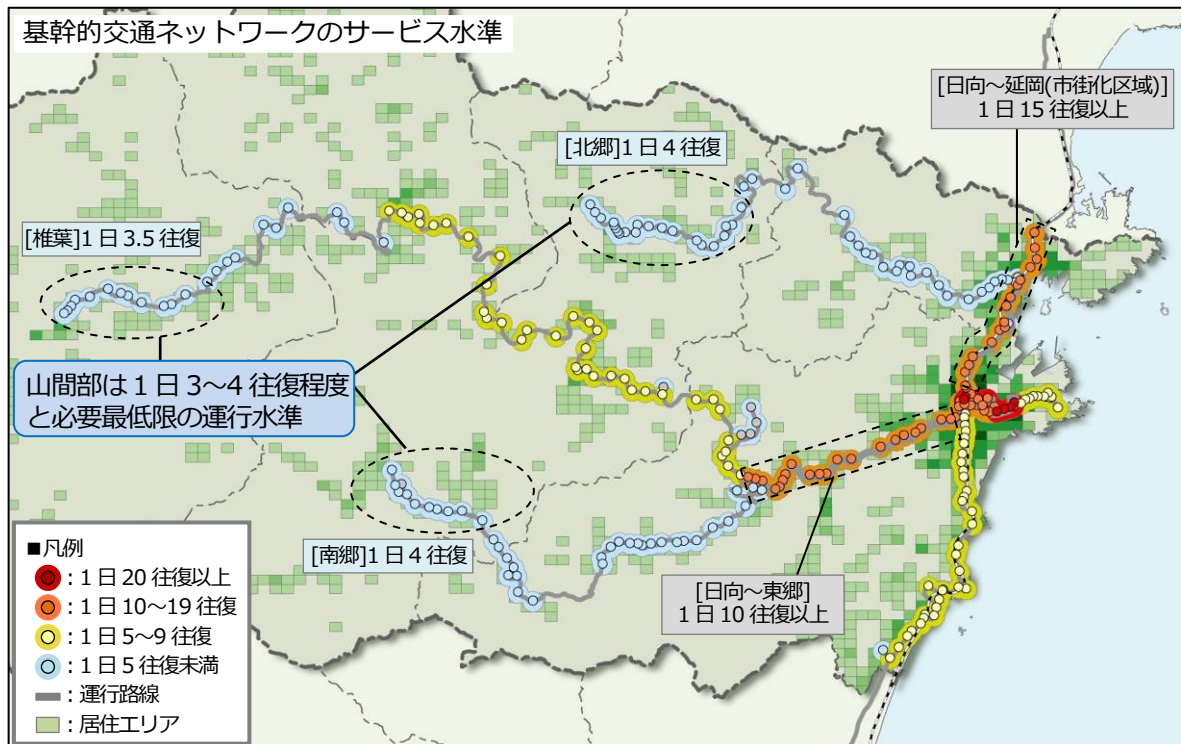 基幹的交通ネットワークのサービス水準
[日向～延岡(市街化区域)]
1日15往復以上
[北郷]1日4往復
[椎葉]1日3.5往復
山間部は1日3～4往復程度
と必要最低限の運行水準
[南郷]1日4往復
[日向～東郷]
1日10往復以上
■凡例
：1日20往復以上
：1日10～19往復
：1日5～9往復
：1日5往復未満
：運行路線
：居住エリア